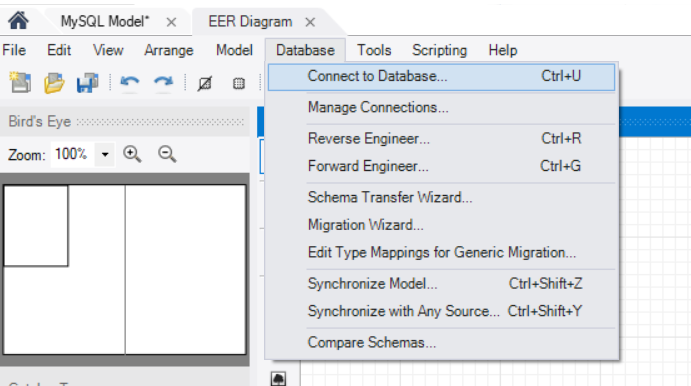 MySQL Model* × EER Diagram ×
File Edit View Arrange Model Database Tools Scripting Help
Connect to Database... Ctrl+U
Manage Connections...
Bird's Eye
Reverse Engineer... Ctrl+R
Zoom: 100%
Forward Engineer... Ctrl+G
Schema Transfer Wizard...
Migration Wizard...
Edit Type Mappings for Generic Migration...
Synchronize Model... Ctrl+Shift+Z
Synchronize with Any Source... Ctrl+Shift+Y
Compare Schemas...